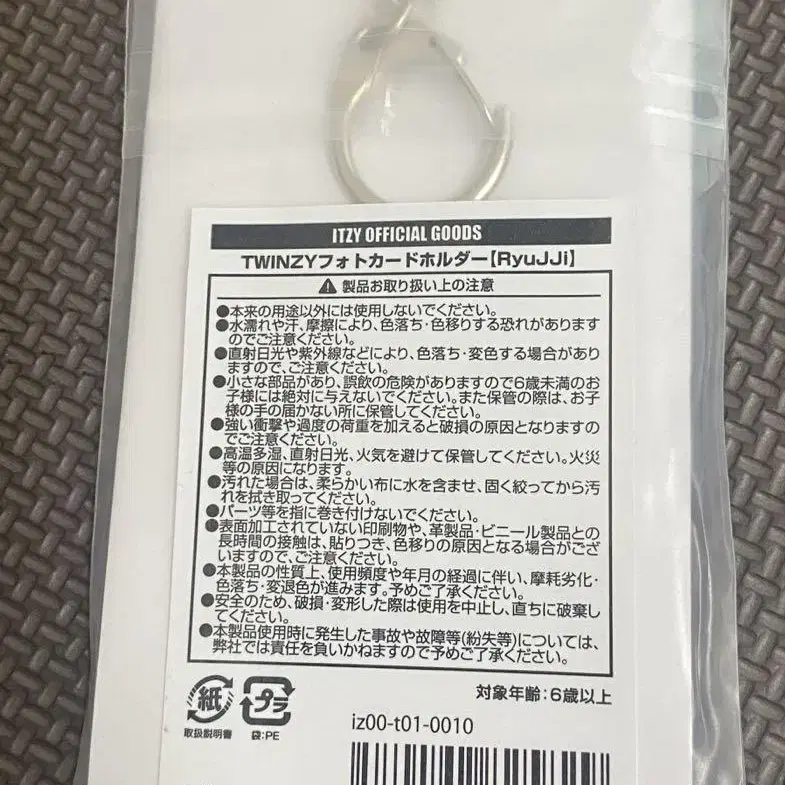 ITZY OFFICIAL GOODS
TWINZYフォトカードホルダー【RyuJJi】
製品お取り扱い上の注意
●本来の用途以外には使用しないでください。
●水濡れや汗、摩擦により、色落ち・色移りする恐れがあります
のでご注意ください。
●直射日光や紫外線などにより、色落ち・変色する場合があり
ますので、ご注意ください。
●小さな部品があり、誤飲の危険がありますので6歳未満のお
子様には絶対に与えないでください。また保管の際は、お子
様の手の届かない所に保管してください。
●強い衝撃や過度の荷重を加えると破損の原因となりますの
でご注意ください。
●高温多湿、直射日光、火気を避けて保管してください。火災
等の原因になります。
●汚れた場合は、柔らかい布に水を含ませ、固く絞ってから汚
れを拭き取ってください。
●パーツ等を指に巻き付けないでください。
●表面加工されていない印刷物や、革製品・ビニール製品との
長時間の接触は、貼りつき、色移りの原因となる場合がござ
いますので、ご注意ください。
●本製品の性質上、使用頻度や年月の経過に伴い、摩耗劣化・
色落ち・変退色が進みます。予めご了承ください。
●安全のため、破損・変形した際は使用を中止し、直ちに破棄し
てください。
●本製品使用時に発生した事故や故障等(紛失等)については、
弊社では責任を負いかねますので予めご了承ください。
対象年齢:6歳以上
紙
プラ
取扱説明書
袋:PE
iz00-t01-0010